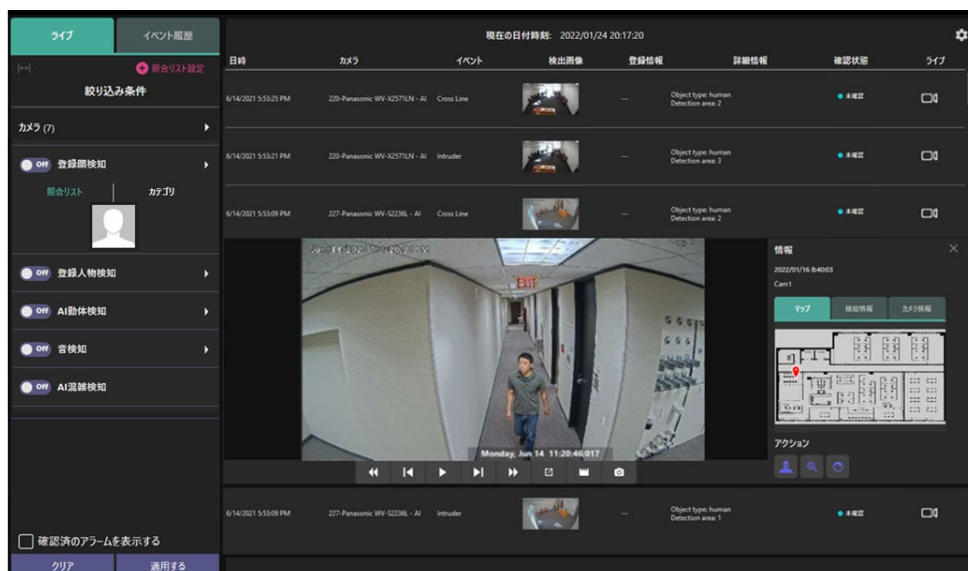 ライブ
イベント履歴
現在の日付時刻: 2022/01/24 20:17:20
照合リスト設定
絞り込み条件
カメラ (7)
Off 登録顔検知
照合リスト
カテゴリ
Off 登録人物検知
Off AI動体検知
Off 音検知
Off AI混雑検知
確認済のアラームを表示する
クリア
適用する
日時 カメラ イベント 検出画像 登録情報 詳細情報 確認状態 ライブ
6/14/2021 5:53:25 PM 220-Panasonic WV-X2571LN - AI Cross Line — Object type: human 未確認
Detection area: 2
6/14/2021 5:53:21 PM 220-Panasonic WV-X2571LN - AI Intruder — Object type: human 未確認
Detection area: 3
6/14/2021 5:53:09 PM 227-Panasonic WV-S2236L - AI Cross Line — Object type: human 未確認
Detection area: 2
EXIT
Monday, Jun 14 11:20:46:017
情報
2022/01/16 8:40:03
Cam1
マップ
検知情報
カメラ情報
アクション
6/14/2021 5:53:09 PM 227-Panasonic WV-S2236L - AI Intruder — Object type: human 未確認
Detection area: 1